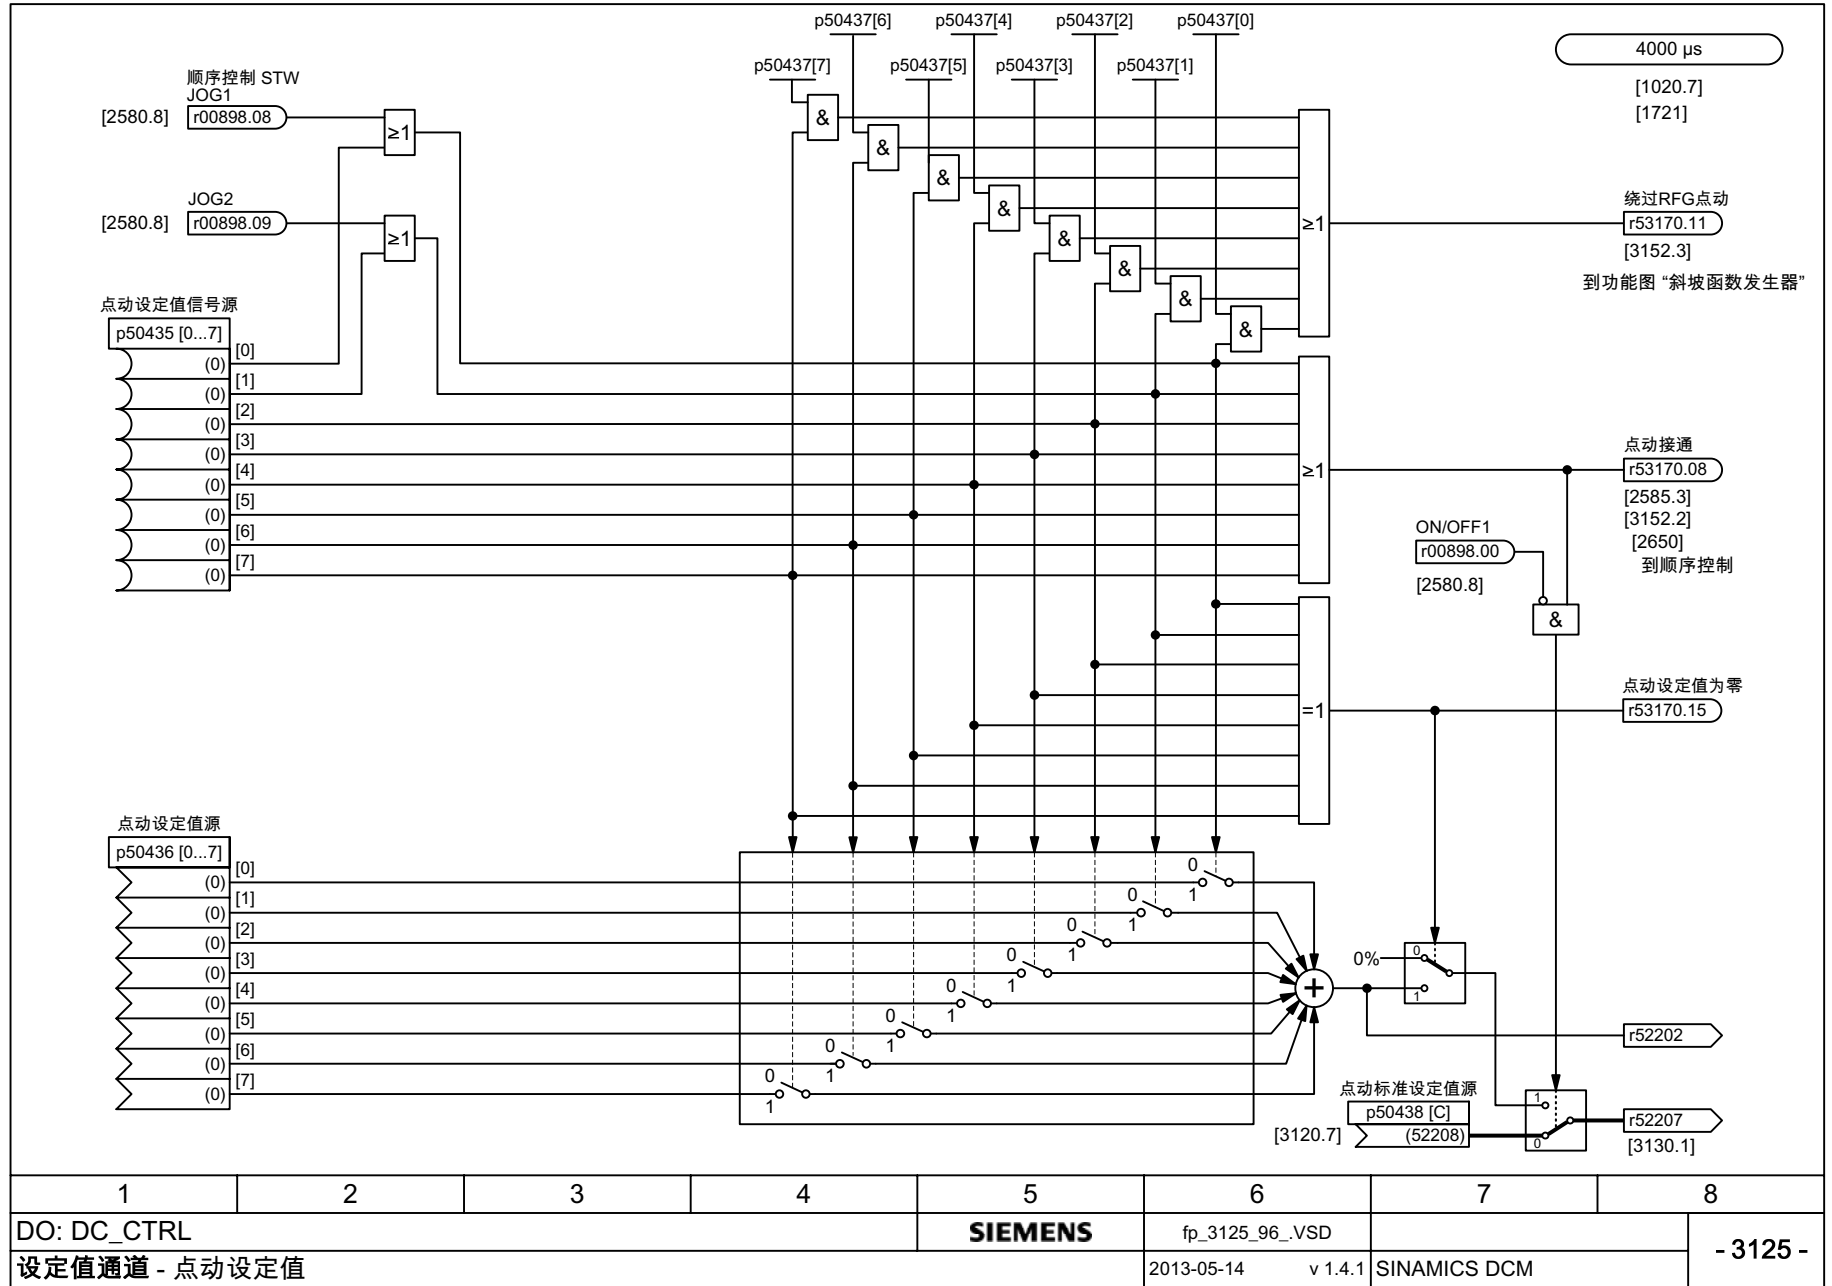 p50437[6] p50437[4] p50437[2] p50437[0]
p50437[7] p50437[5] p50437[3] p50437[1]
4000 µs
[1020.7]
[1721]
顺序控制 STW
JOG1
[2580.8] r00898.08
≥1
JOG2
[2580.8] r00898.09
≥1
&
&
&
&
&
&
&
&
≥1
绕过RFG点动
r53170.11
[3152.3]
到功能图 “斜坡函数发生器”
点动设定值信号源
p50435 [0...7]
(0) [0]
(0) [1]
(0) [2]
(0) [3]
(0) [4]
(0) [5]
(0) [6]
(0) [7]
≥1
点动接通
r53170.08
[2585.3]
[3152.2]
[2650]
到顺序控制
ON/OFF1
r00898.00
[2580.8]
&
=1
点动设定值为零
r53170.15
点动设定值源
p50436 [0...7]
(0) [0]
(0) [1]
(0) [2]
(0) [3]
(0) [4]
(0) [5]
(0) [6]
(0) [7]
0 1
0 1
0 1
0 1
0 1
0 1
0 1
0 1
+
0%
0
1
r52202
点动标准设定值源
p50438 [C]
[3120.7] (52208)
1
0
r52207
[3130.1]
1 2 3 4 5 6 7 8
DO: DC_CTRL SIEMENS fp_3125_96_.VSD
设定值通道 - 点动设定值 2013-05-14 v 1.4.1 SINAMICS DCM
- 3125 -